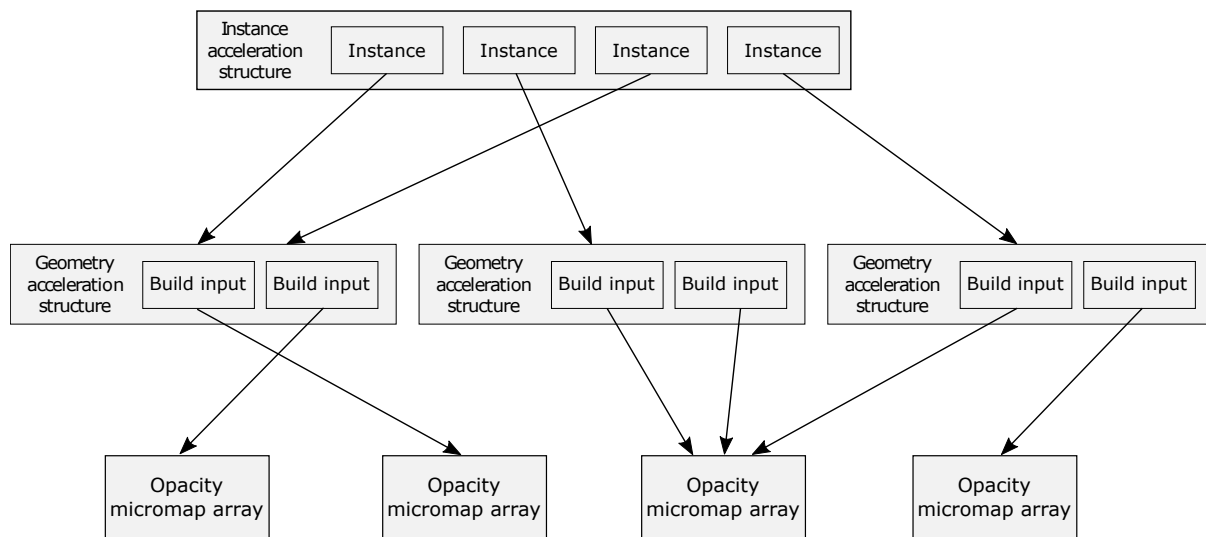 Instance
acceleration
structure
Instance
Instance
Instance
Instance
Geometry
acceleration
structure
Build input
Build input
Geometry
acceleration
structure
Build input
Build input
Geometry
acceleration
structure
Build input
Build input
Opacity
micromap array
Opacity
micromap array
Opacity
micromap array
Opacity
micromap array